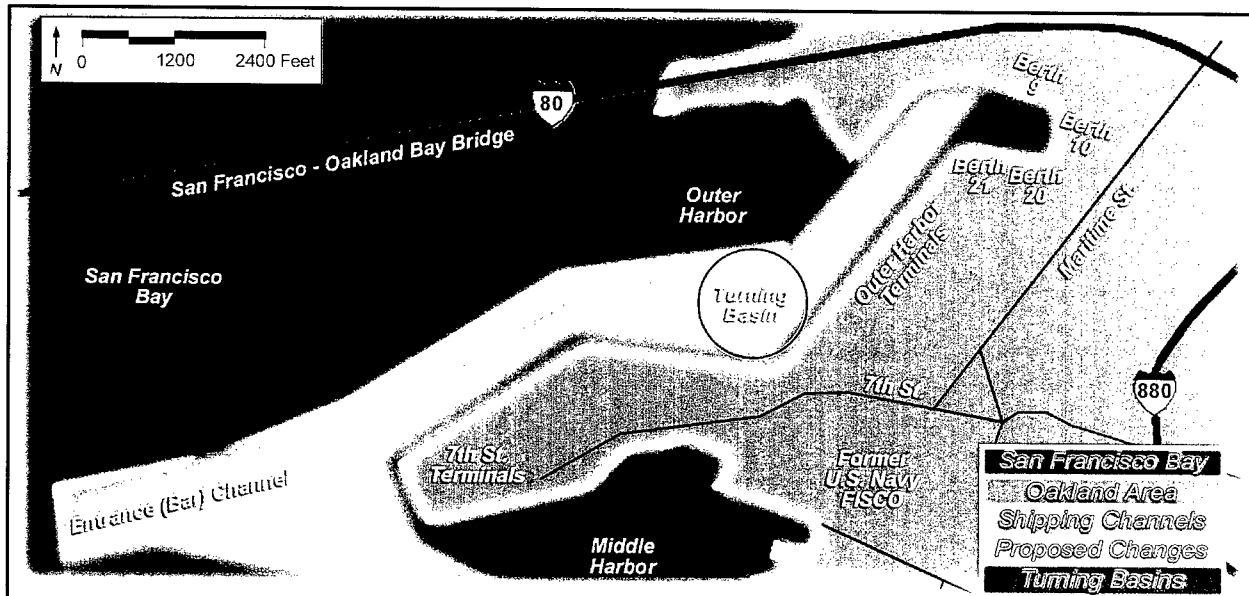 N
0 1200 2400 Feet
80
San Francisco - Oakland Bay Bridge
Berth
9
Berth
10
Berth
21
Berth
20
Outer
Harbor
Maritime St.
Outer Harbor
Terminals
San Francisco
Bay
Turning
Basin
7th St.
880
7th St.
Terminals
Former
U.S. Navy
FISCO
Entrance (Bar) Channel
Middle
Harbor
San Francisco Bay
Oakland Area
Shipping Channels
Proposed Changes
Turning Basins